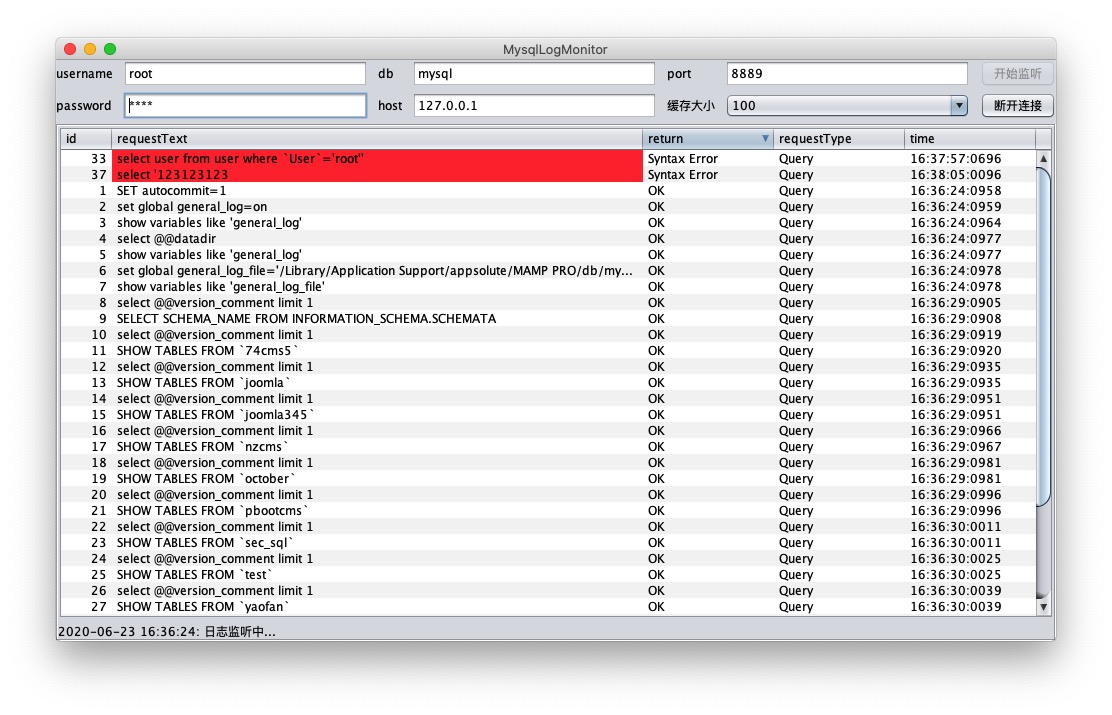 MysqlLogMonitor
username root db mysql port 8889 开始监听
password **** host 127.0.0.1 缓存大小 100 断开连接
id requestText return requestType time
33 select user from user where `User`='root'' Syntax Error Query 16:37:57:0696
37 select '123123123 Syntax Error Query 16:38:05:0096
1 SET autocommit=1 OK Query 16:36:24:0958
2 set global general_log=on OK Query 16:36:24:0959
3 show variables like 'general_log' OK Query 16:36:24:0964
4 select @@datadir OK Query 16:36:24:0977
5 show variables like 'general_log' OK Query 16:36:24:0977
6 set global general_log_file='/Library/Application Support/appsolute/MAMP PRO/db/my... OK Query 16:36:24:0978
7 show variables like 'general_log_file' OK Query 16:36:24:0978
8 select @@version_comment limit 1 OK Query 16:36:29:0905
9 SELECT SCHEMA_NAME FROM INFORMATION_SCHEMA.SCHEMATA OK Query 16:36:29:0908
10 select @@version_comment limit 1 OK Query 16:36:29:0919
11 SHOW TABLES FROM `74cms5` OK Query 16:36:29:0920
12 select @@version_comment limit 1 OK Query 16:36:29:0935
13 SHOW TABLES FROM `joomla` OK Query 16:36:29:0935
14 select @@version_comment limit 1 OK Query 16:36:29:0951
15 SHOW TABLES FROM `joomla345` OK Query 16:36:29:0951
16 select @@version_comment limit 1 OK Query 16:36:29:0966
17 SHOW TABLES FROM `nzcms` OK Query 16:36:29:0967
18 select @@version_comment limit 1 OK Query 16:36:29:0981
19 SHOW TABLES FROM `october` OK Query 16:36:29:0981
20 select @@version_comment limit 1 OK Query 16:36:29:0996
21 SHOW TABLES FROM `pbootcms` OK Query 16:36:29:0996
22 select @@version_comment limit 1 OK Query 16:36:30:0011
23 SHOW TABLES FROM `sec_sql` OK Query 16:36:30:0011
24 select @@version_comment limit 1 OK Query 16:36:30:0025
25 SHOW TABLES FROM `test` OK Query 16:36:30:0025
26 select @@version_comment limit 1 OK Query 16:36:30:0039
27 SHOW TABLES FROM `yaofan` OK Query 16:36:30:0039
2020-06-23 16:36:24: 日志监听中...